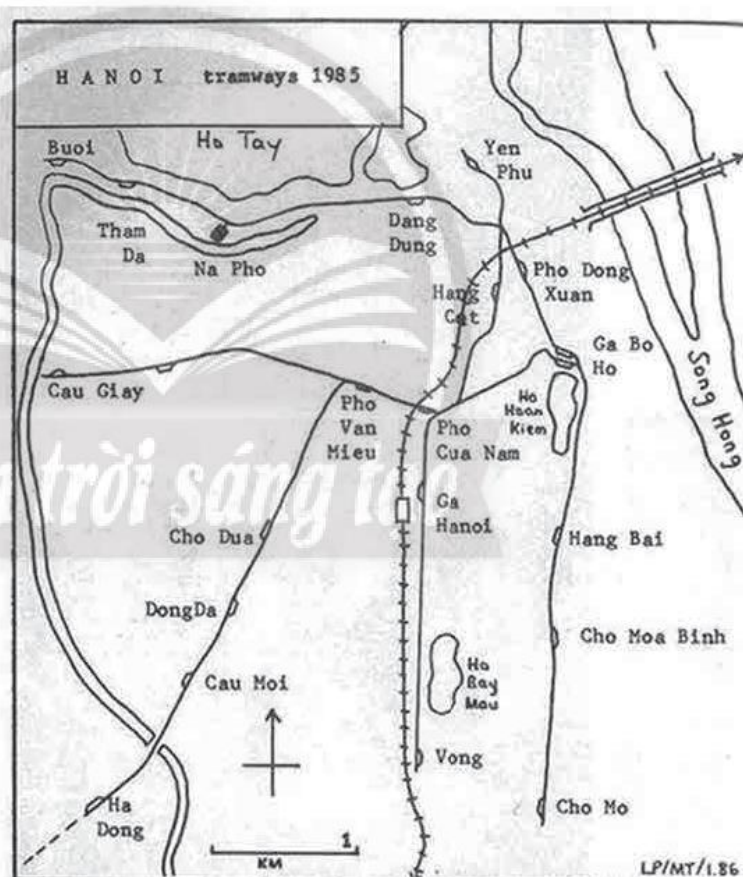 HANOI tramways 1985
Buoi
Ho Tay
Yen
Phu
Tham
Da
Na Pho
Dang
Dung
Pho Dong
Xuan
Hang
Cot
Ga Bo
Ho
Cau Giay
Pho
Van
Mieu
Pho
Cua Nam
Ho
Hoan
Kiem
Song Hong
trời sáng tạo
Ga
Hanoi
Cho Dua
Hang Bai
DongDa
Cho Moa Binh
Cau Moi
Ho
Bay
Mau
Vong
Ha
Dong
Cho Mo
1
KM
LP/MT/1.86